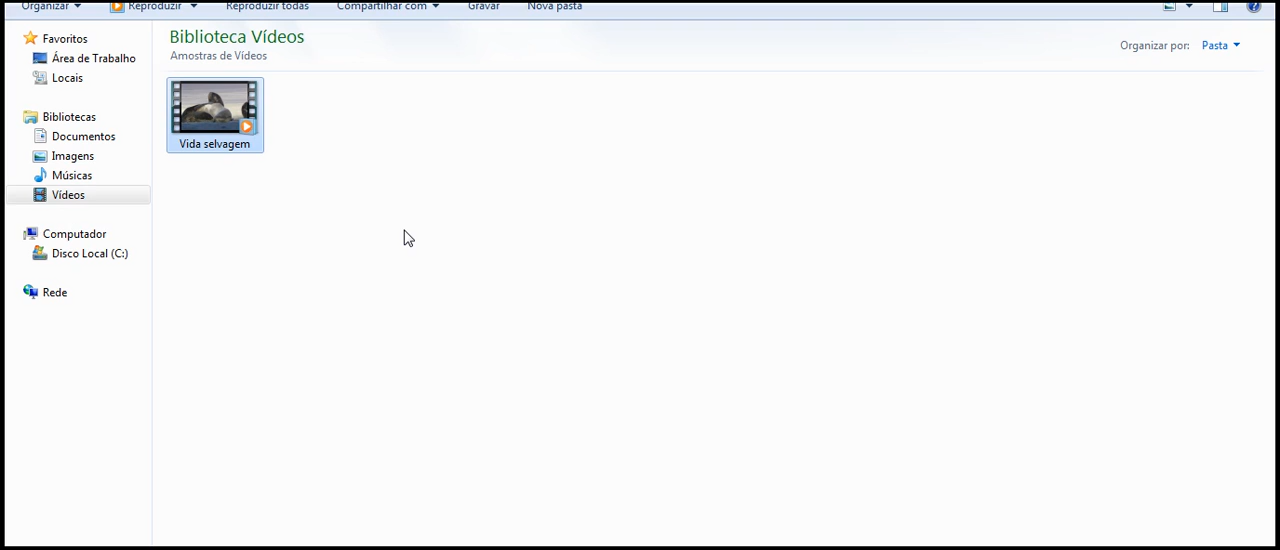 Organizar Reproduzir Reproduzir todas Compartilhar com Gravar Nova pasta
Favoritos
Área de Trabalho
Locais
Bibliotecas
Documentos
Imagens
Músicas
Vídeos
Computador
Disco Local (C:)
Rede
Biblioteca Vídeos
Amostras de Vídeos
Organizar por: Pasta
Vida selvagem